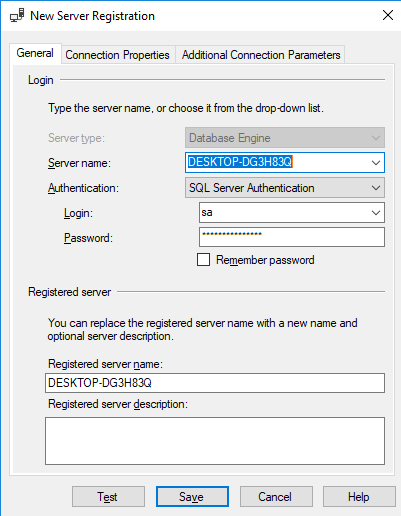 New Server Registration
General
Connection Properties
Additional Connection Parameters
Login
Type the server name, or choose it from the drop-down list.
Server type: Database Engine
Server name: DESKTOP-DG3H83Q
Authentication: SQL Server Authentication
Login: sa
Password: ***************
Remember password
Registered server
You can replace the registered server name with a new name and
optional server description.
Registered server name:
DESKTOP-DG3H83Q
Registered server description:
Test
Save
Cancel
Help